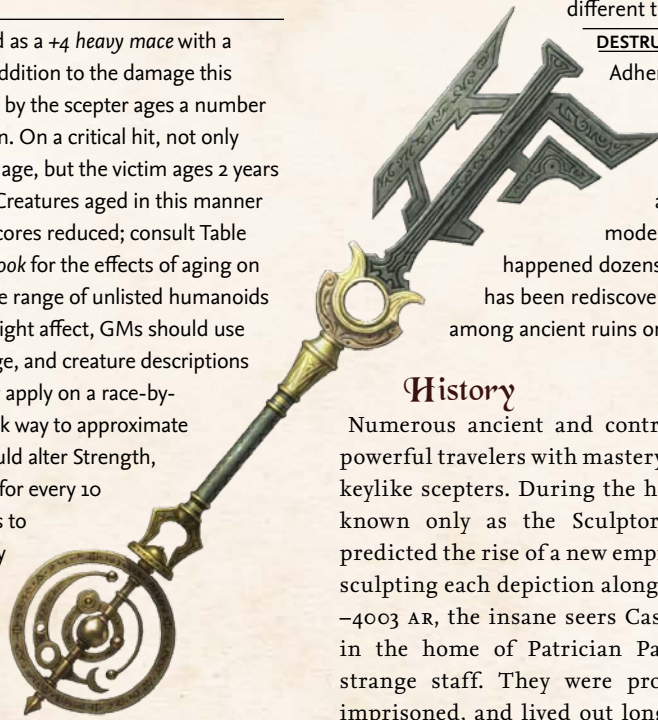 d as a +4 heavy mace with a
ddition to the damage this
by the scepter ages a number
n. On a critical hit, not only
age, but the victim ages 2 years
Creatures aged in this manner
cores reduced; consult Table
ook for the effects of aging on
e range of unlisted humanoids
ight affect, GMs should use
ge, and creature descriptions
apply on a race-by-
k way to approximate
uld alter Strength,
for every 10
s to
y
different t
DESTRU
Adher
a
mode
happened dozens
has been rediscove
among ancient ruins or
History
Numerous ancient and contr
powerful travelers with mastery
keylike scepters. During the h
known only as the Sculptor
predicted the rise of a new emp
sculpting each depiction along
–4003 AR, the insane seers Cas
in the home of Patrician Pa
strange staff. They were pro
imprisoned, and lived out long